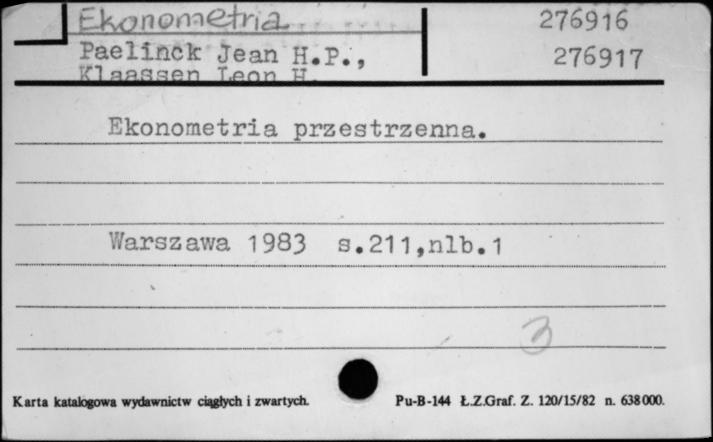 Ekonometria 276916
Paelinck Jean H.P., 276917
Klaassen Leon H.
Ekonometria przestrzenna.
Warszawa 1983 s.211,nlb.1
3
Karta katalogowa wydawnictw ciągłych i zwartych. Pu-B-144 Ł.Z.Graf. Z. 120/15/82 n. 638000.